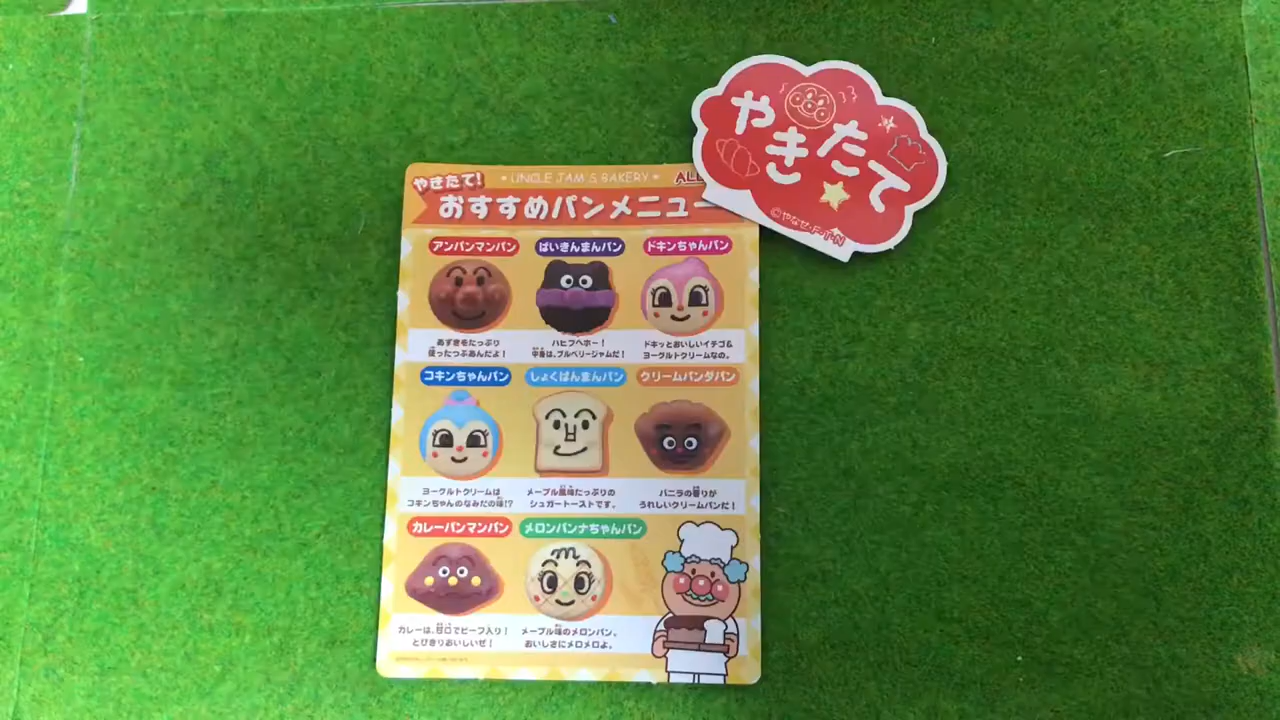 やきたて
©やなせ・F・T・N
やきたて!
UNCLE JAM'S BAKERY
おすすめパンメニュー
アンパンマンパン
ばいきんまんパン
ドキンちゃんパン
あずきをたっぷり
使ったつぶあんだよ!
ハヒフヘホー!
中身は、ブルーベリージャムだ!
ドキッとおいしいイチゴ&
ヨーグルトクリームなの。
コキンちゃんパン
しょくぱんまんパン
クリームパンダパン
ヨーグルトクリームは
コキンちゃんのなみだの味!?
メープル風味たっぷりの
シュガートーストです。
バニラの香りが
うれしいクリームパンだ!
カレーパンマンパン
メロンパンナちゃんパン
カレーは、甘口でビーフ入り!
とびきりおいしいぜ!
メープル味のメロンパン。
おいしさにメロメロよ。